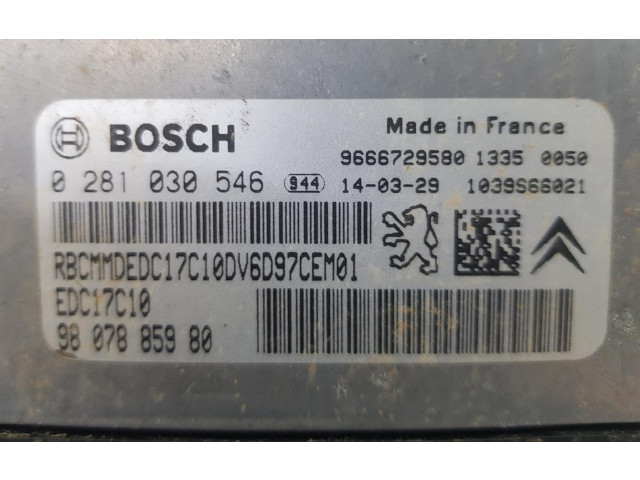 BOSCH
Made in France
9666729580 1335 0050
0 281 030 546 944 14-03-29 1039S66021
RBCMMDEDC17C10DV6D97CEM01
EDC17C10
98 078 859 80